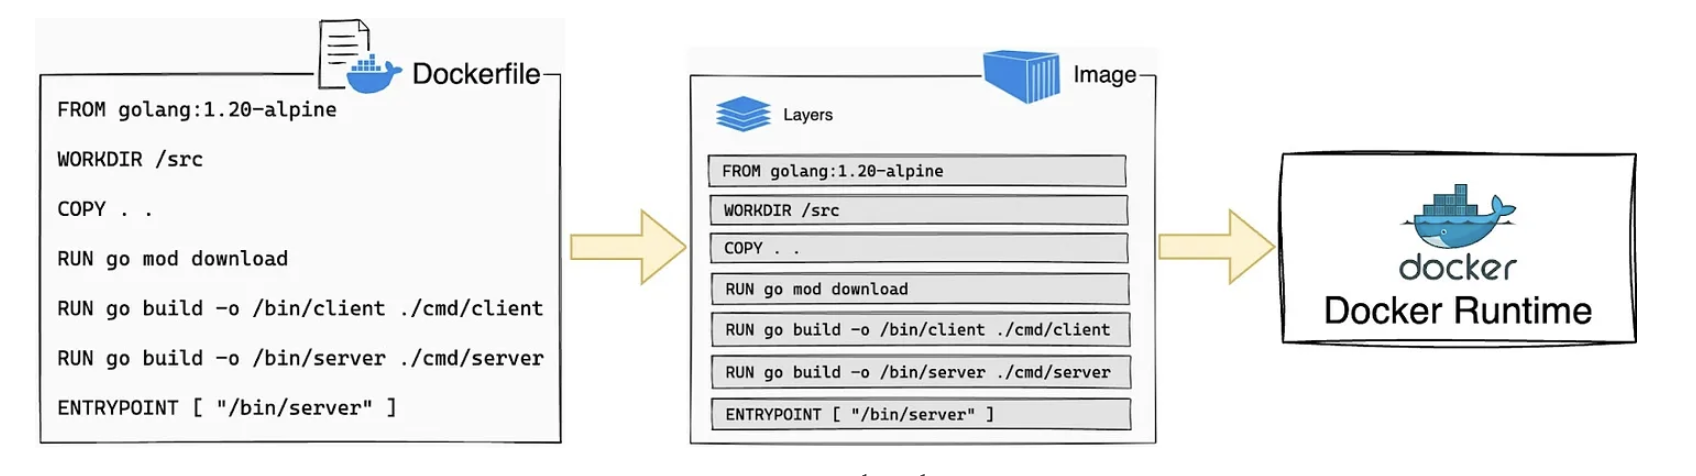 Dockerfile
FROM golang:1.20-alpine
WORKDIR /src
COPY . .
RUN go mod download
RUN go build -o /bin/client ./cmd/client
RUN go build -o /bin/server ./cmd/server
ENTRYPOINT [ "/bin/server" ]
Image
Layers
FROM golang:1.20-alpine
WORKDIR /src
COPY . .
RUN go mod download
RUN go build -o /bin/client ./cmd/client
RUN go build -o /bin/server ./cmd/server
ENTRYPOINT [ "/bin/server" ]
docker
Docker Runtime